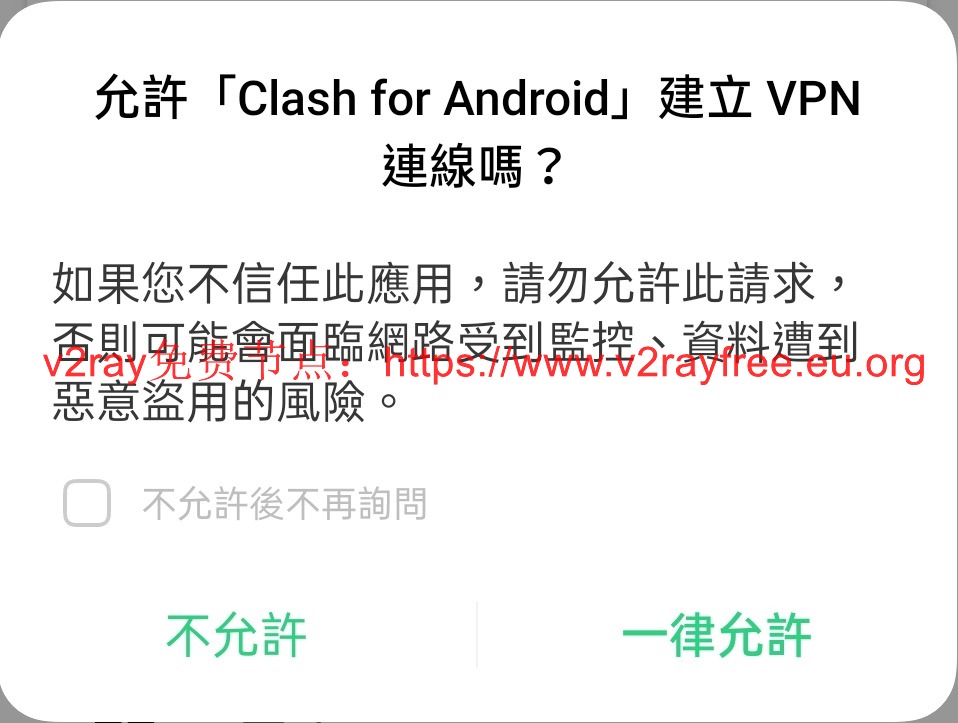 允許「Clash for Android」建立 VPN
連線嗎？
如果您不信任此應用，請勿允許此請求，
否則可能會面臨網路受到監控、資料遭到
v2ray免费节点： https://www.v2rayfree.eu.org
惡意盜用的風險。
不允許後不再詢問
不允許
一律允許